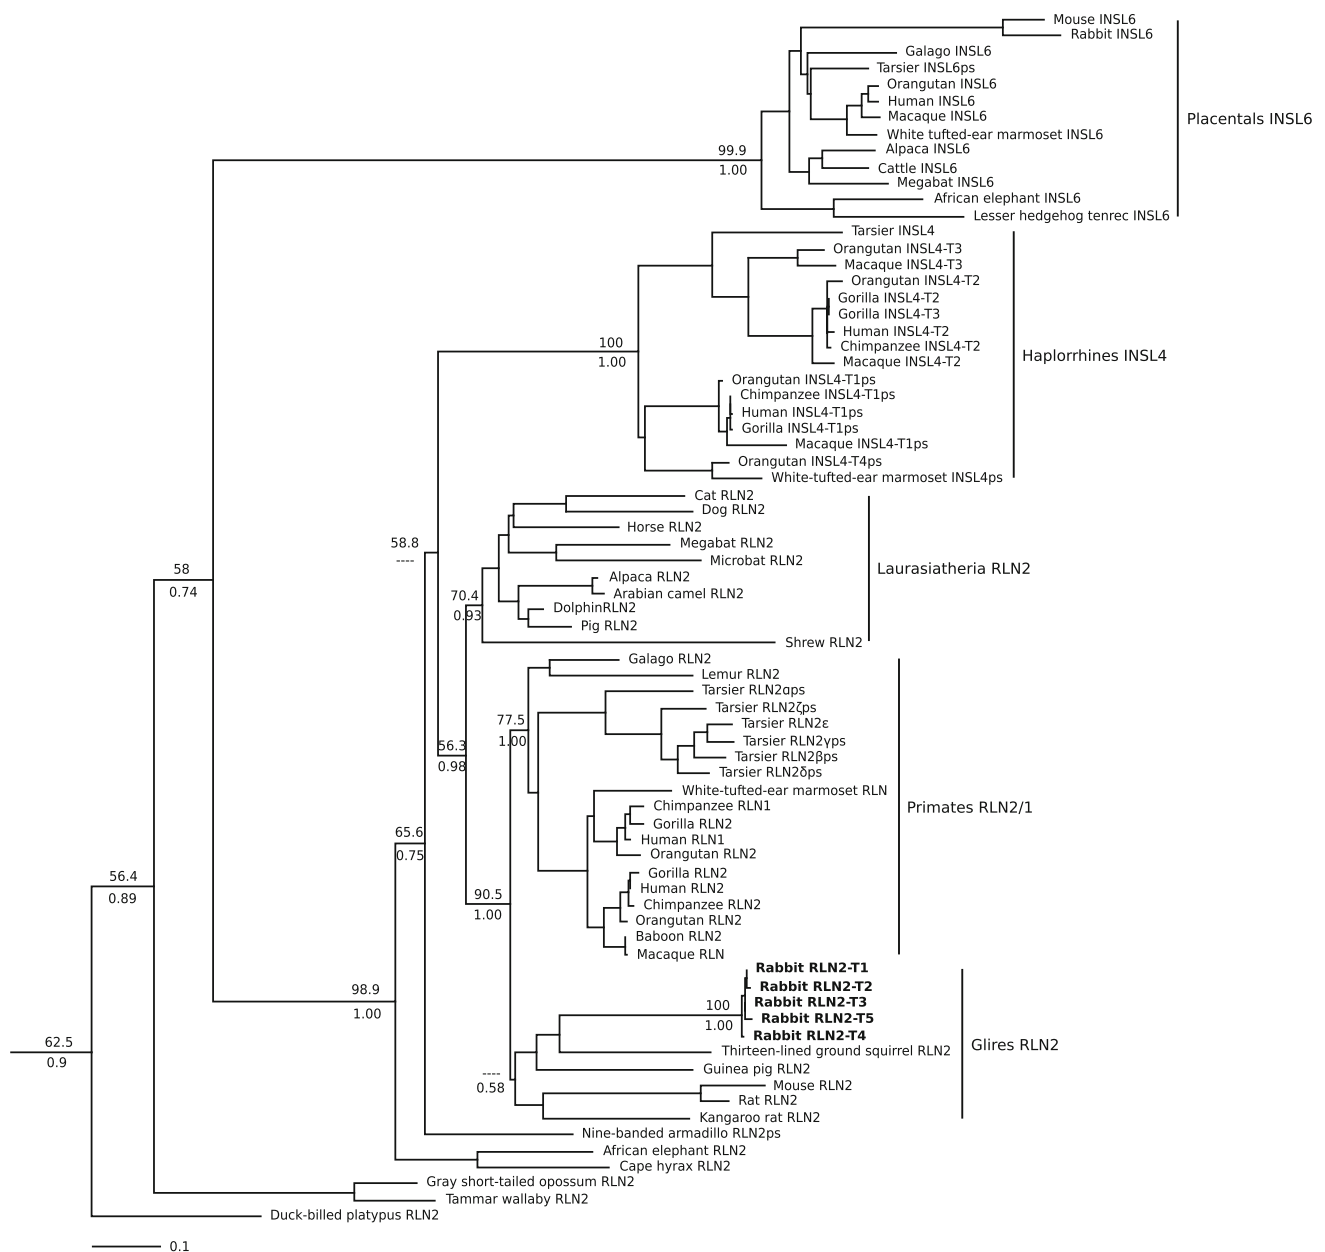 Mouse INSL6
Rabbit INSL6
Galago INSL6
Tarsier INSL6ps
Orangutan INSL6
Human INSL6
Macaque INSL6
White tufted-ear marmoset INSL6
Alpaca INSL6
Cattle INSL6
Megabat INSL6
African elephant INSL6
Lesser hedgehog tenrec INSL6
Placentals INSL6
99.9
1.00
Tarsier INSL4
Orangutan INSL4-T3
Macaque INSL4-T3
Orangutan INSL4-T2
Gorilla INSL4-T2
Gorilla INSL4-T3
Human INSL4-T2
Chimpanzee INSL4-T2
Macaque INSL4-T2
Orangutan INSL4-T1ps
Chimpanzee INSL4-T1ps
Human INSL4-T1ps
Gorilla INSL4-T1ps
Macaque INSL4-T1ps
Orangutan INSL4-T4ps
White-tufted-ear marmoset INSL4ps
Haplorrhines INSL4
100
1.00
Cat RLN2
Dog RLN2
Horse RLN2
Megabat RLN2
Microbat RLN2
Alpaca RLN2
Arabian camel RLN2
DolphinRLN2
Pig RLN2
Shrew RLN2
Laurasiatheria RLN2
58.8
----
70.4
0.93
58
0.74
Galago RLN2
Lemur RLN2
Tarsier RLN2αps
Tarsier RLN2ζps
Tarsier RLN2ε
Tarsier RLN2γps
Tarsier RLN2βps
Tarsier RLN2δps
White-tufted-ear marmoset RLN
Chimpanzee RLN1
Gorilla RLN2
Human RLN1
Orangutan RLN2
Gorilla RLN2
Human RLN2
Chimpanzee RLN2
Orangutan RLN2
Baboon RLN2
Macaque RLN
Primates RLN2/1
77.5
1.00
56.3
0.98
65.6
0.75
90.5
1.00
56.4
0.89
Rabbit RLN2-T1
Rabbit RLN2-T2
Rabbit RLN2-T3
Rabbit RLN2-T5
Rabbit RLN2-T4
Thirteen-lined ground squirrel RLN2
Guinea pig RLN2
Mouse RLN2
Rat RLN2
Kangaroo rat RLN2
Glires RLN2
100
1.00
98.9
1.00
62.5
0.9
----
0.58
Nine-banded armadillo RLN2ps
African elephant RLN2
Cape hyrax RLN2
Gray short-tailed opossum RLN2
Tammar wallaby RLN2
Duck-billed platypus RLN2
0.1